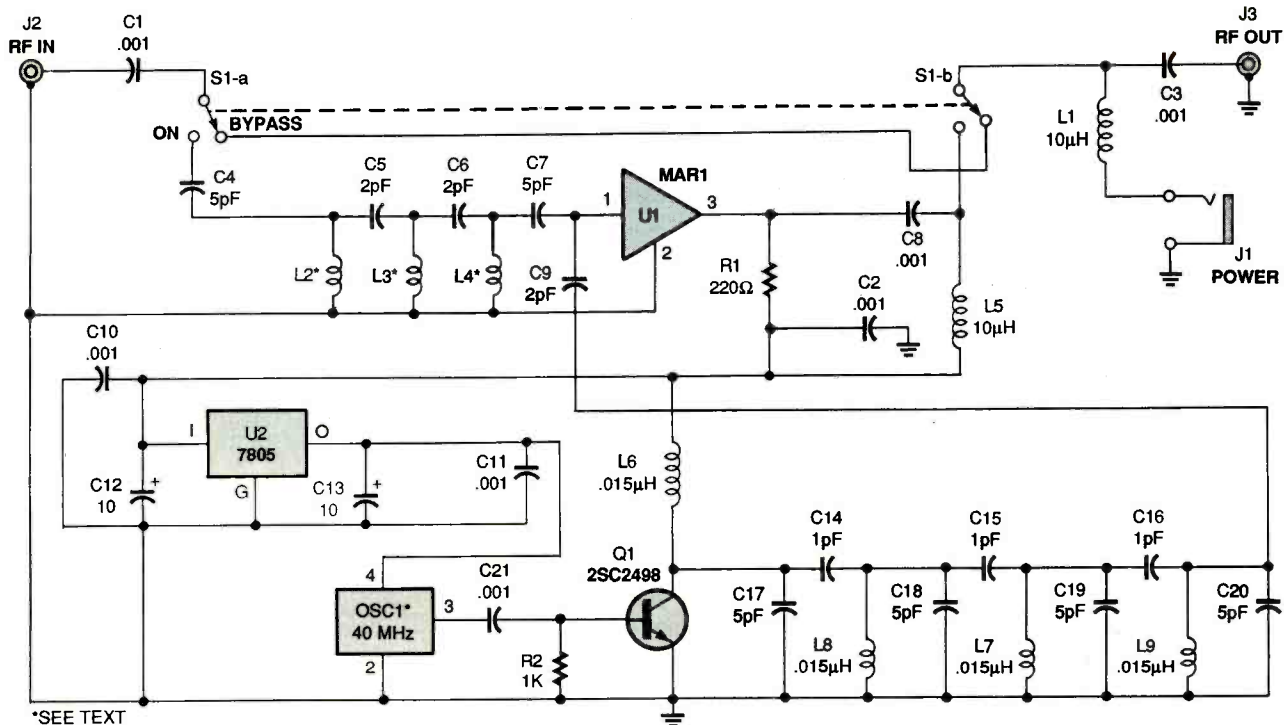 J2
RF IN
C1
.001
S1-a
ON
BYPASS
C4
5pF
C5
2pF
C6
2pF
C7
5pF
L2*
L3*
L4*
C9
2pF
1
U1
MAR1
3
2
R1
220Ω
C8
.001
C2
.001
L5
10µH
S1-b
L1
10µH
C3
.001
J3
RF OUT
J1
POWER
C10
.001
I
U2
7805
O
G
C12
10
+
C13
10
+
C11
.001
L6
.015µH
4
OSC1*
40 MHz
3
2
C21
.001
R2
1K
Q1
2SC2498
C14
1pF
C15
1pF
C16
1pF
C17
5pF
C18
5pF
C19
5pF
C20
5pF
L8
.015µH
L7
.015µH
L9
.015µH
*SEE TEXT